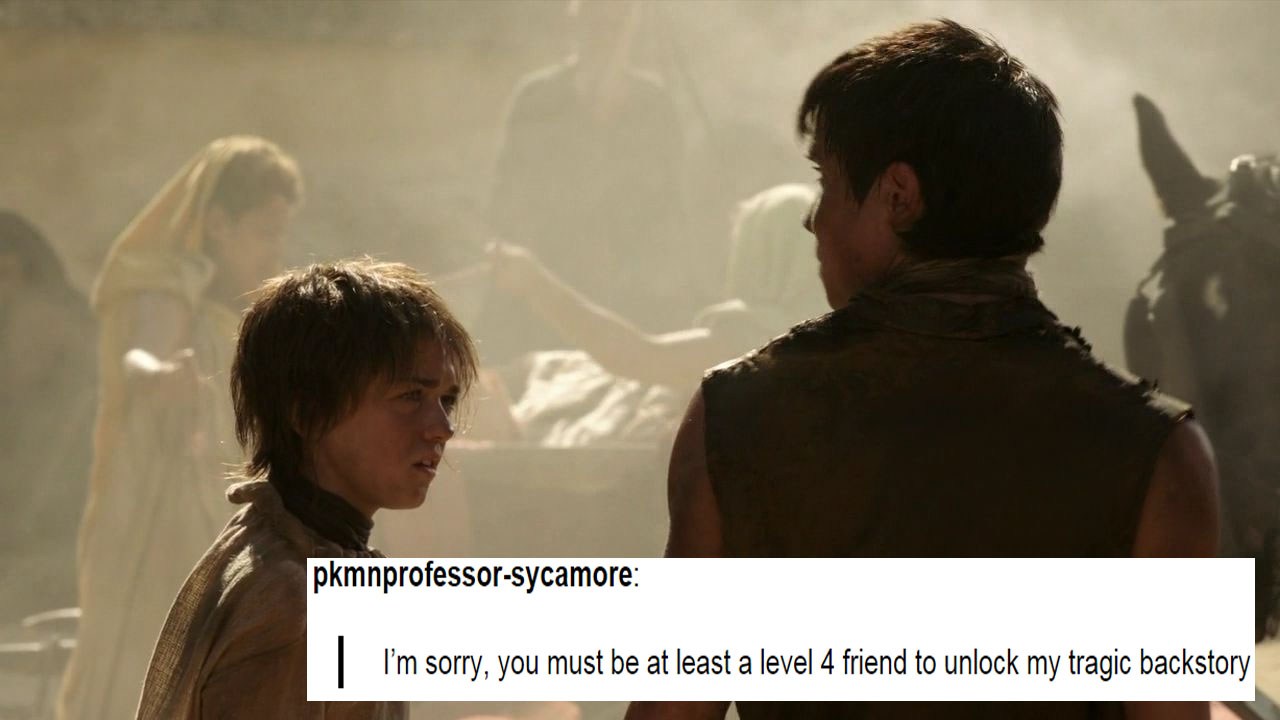 pkmnprofessor-sycamore:
I’m sorry, you must be at least a level 4 friend to unlock my tragic backstory